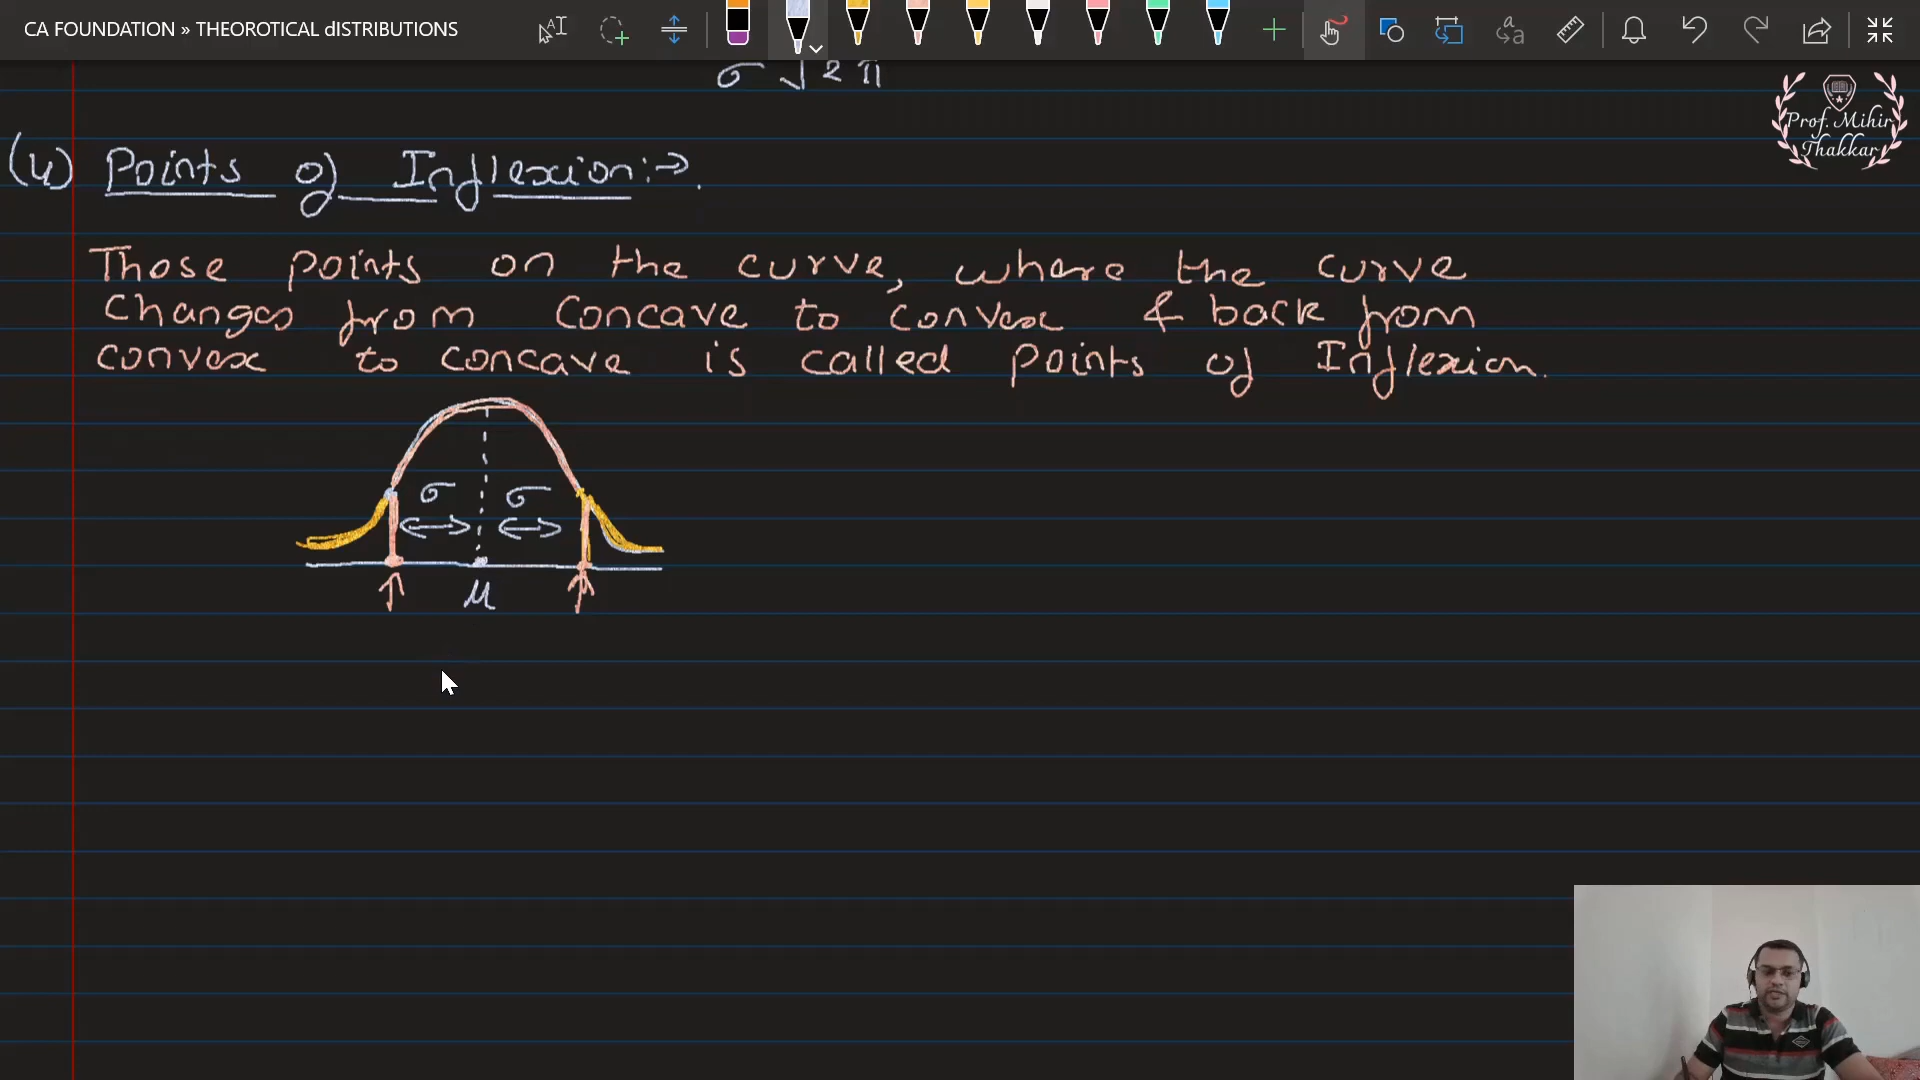 CA FOUNDATION » THEOROTICAL dISTRIBUTIONS
σ √2π
Prof. Mihir
Thakkar
(4) Points of Inflexion :→.
Those points on the curve, where the curve
changes from concave to convex & back from
convex to concave is called points of Inflexion.
σ σ
↑ μ ↑